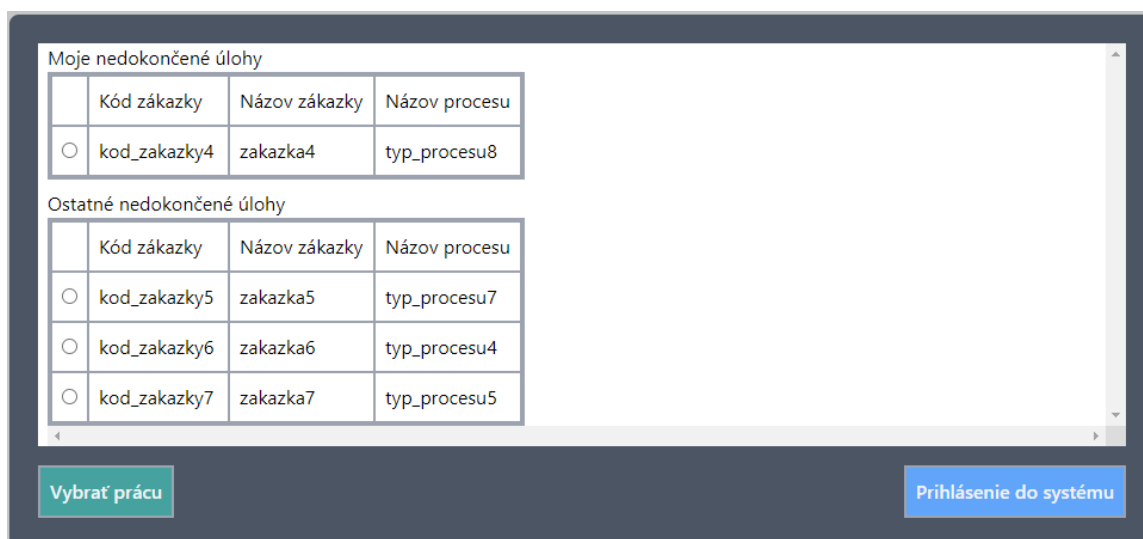 Moje nedokončené úlohy
Kód zákazky Názov zákazky Názov procesu
kod_zakazky4 zakazka4 typ_procesu8
Ostatné nedokončené úlohy
Kód zákazky Názov zákazky Názov procesu
kod_zakazky5 zakazka5 typ_procesu7
kod_zakazky6 zakazka6 typ_procesu4
kod_zakazky7 zakazka7 typ_procesu5
Vybrať prácu Prihlásenie do systému